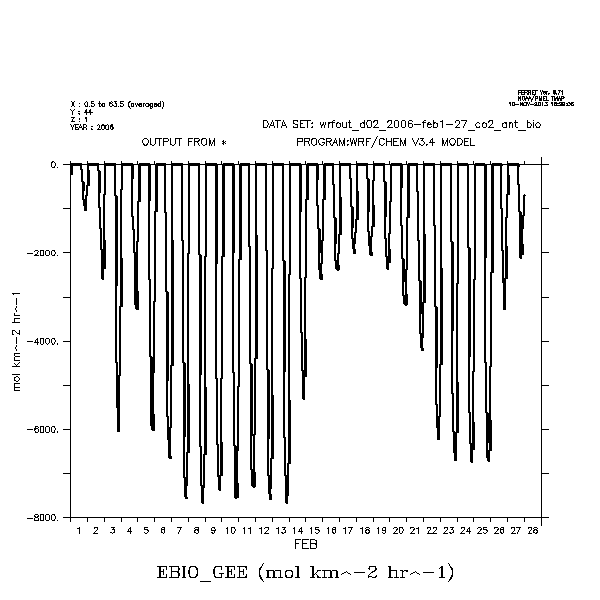 FERRET Ver. 6.71
NOAA/PMEL TMAP
X : 0.5 to 63.5 (averaged)
Y : 44
Z : 1
YEAR : 2006
DATA SET: wrfout_d02_2006-feb1-27_co2_ant_bio
OUTPUT FROM * PROGRAM:WRF/CHEM V3.4 MODEL
0.
-2000.
-4000.
-6000.
-8000.
mol km^-2 hr^-1
1 2 3 4 5 6 7 8 9 10 11 12 13 14 15 16 17 18 19 20 21 22 23 24 25 26 27 28
FEB
EBIO_GEE (mol km^-2 hr^-1)